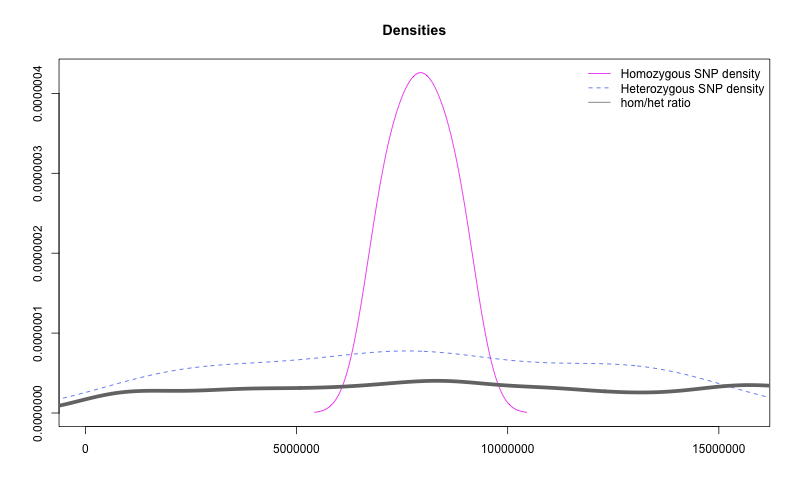 Densities
Homozygous SNP density
Heterozygous SNP density
hom/het ratio
0.0000004
0.0000003
0.0000002
0.0000001
0.0000000
0 5000000 10000000 15000000